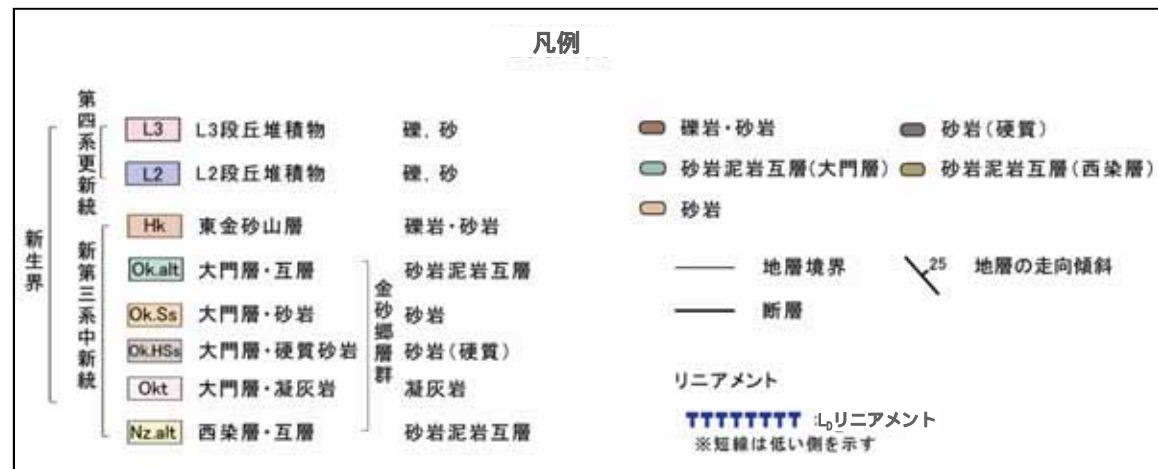 凡例
新生界
第四系更新統
新第三系中新統
L3 L3段丘堆積物 礫, 砂
L2 L2段丘堆積物 礫, 砂
Hk 東金砂山層 礫岩・砂岩
Ok.alt 大門層・互層 砂岩泥岩互層
Ok.Ss 大門層・砂岩 砂岩
Ok.HSs 大門層・硬質砂岩 砂岩(硬質)
Okt 大門層・凝灰岩 凝灰岩
Nz.alt 西染層・互層 砂岩泥岩互層
金砂郷層群
礫岩・砂岩 砂岩(硬質)
砂岩泥岩互層(大門層) 砂岩泥岩互層(西染層)
砂岩
地層境界 25 地層の走向傾斜
断層
リニアメント
:LDリニアメント
※短線は低い側を示す